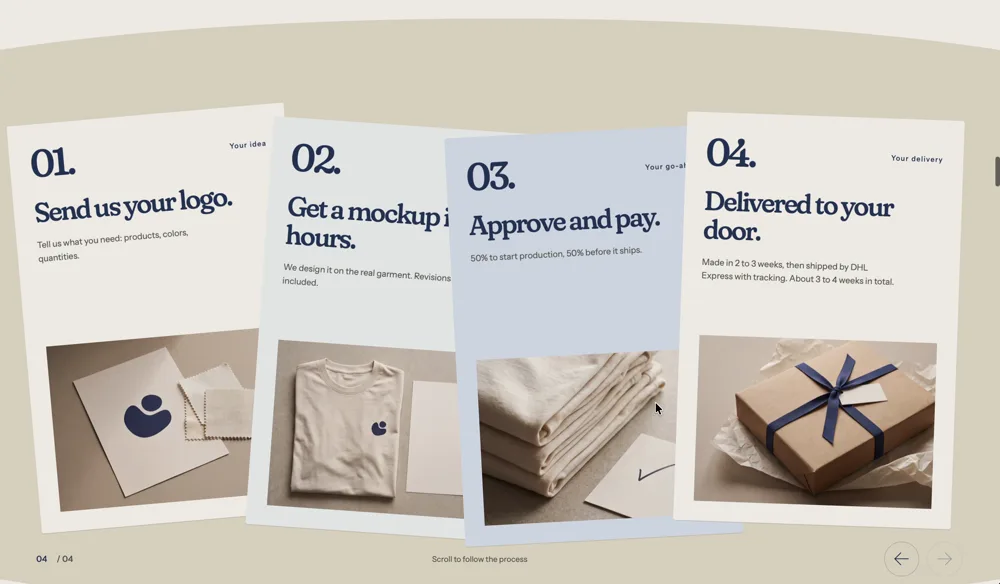 01.
Your idea
Send us your logo.
Tell us what you need: products, colors,
quantities.
02.
Get a mockup
hours.
We design it on the real garment. Revisions
included.
03.
Your
Approve and pay.
50% to start production, 50% before it ships.
04.
Your delivery
Delivered to your
door.
Made in 2 to 3 weeks, then shipped by DHL
Express with tracking. About 3 to 4 weeks in total.
04 / 04
Scroll to follow the process